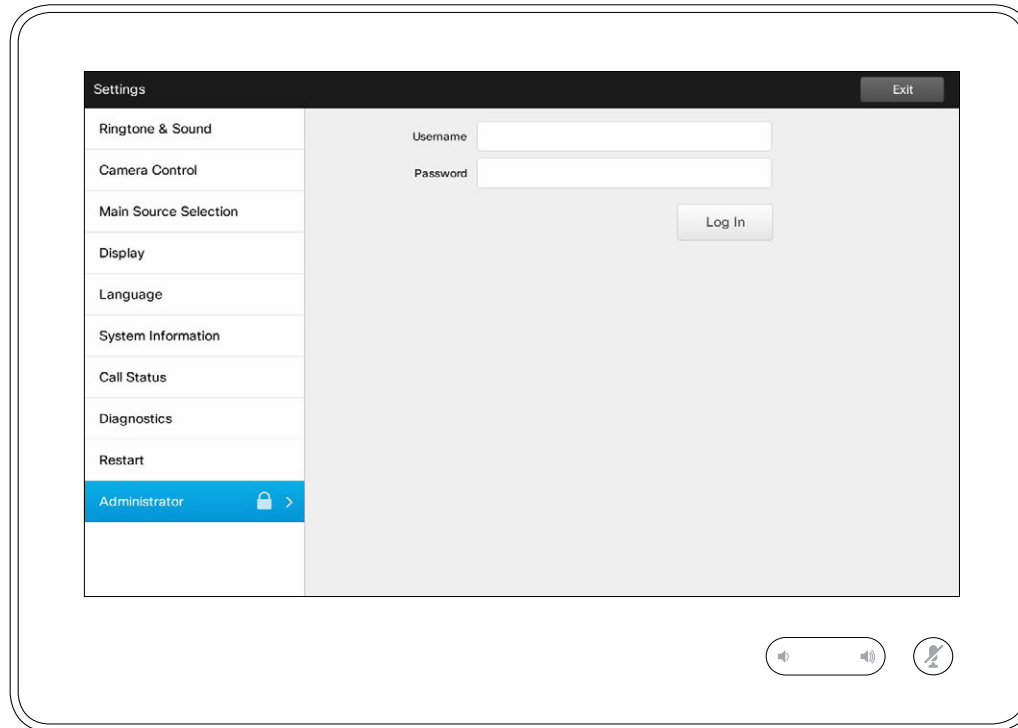 Settings
Exit
Ringtone & Sound
Camera Control
Main Source Selection
Display
Language
System Information
Call Status
Diagnostics
Restart
Administrator
Username
Password
Log In